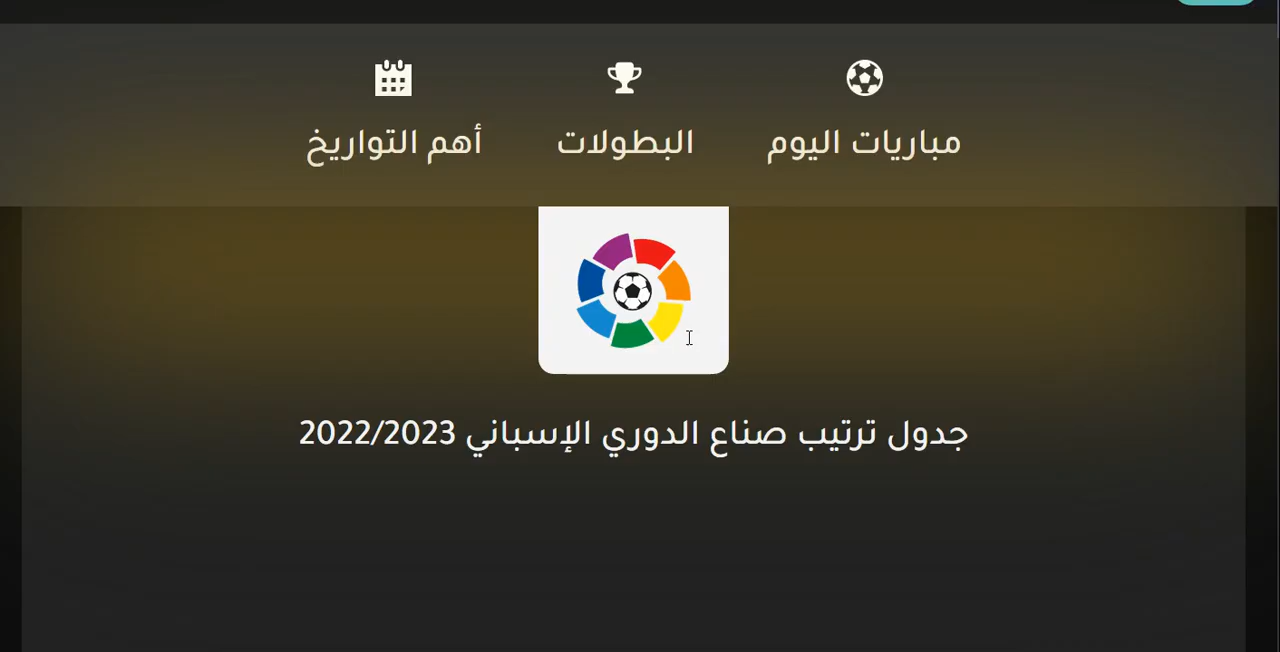 مباريات اليوم
البطولات
أهم التواريخ
جدول ترتيب صناع الدوري الإسباني 2022/2023